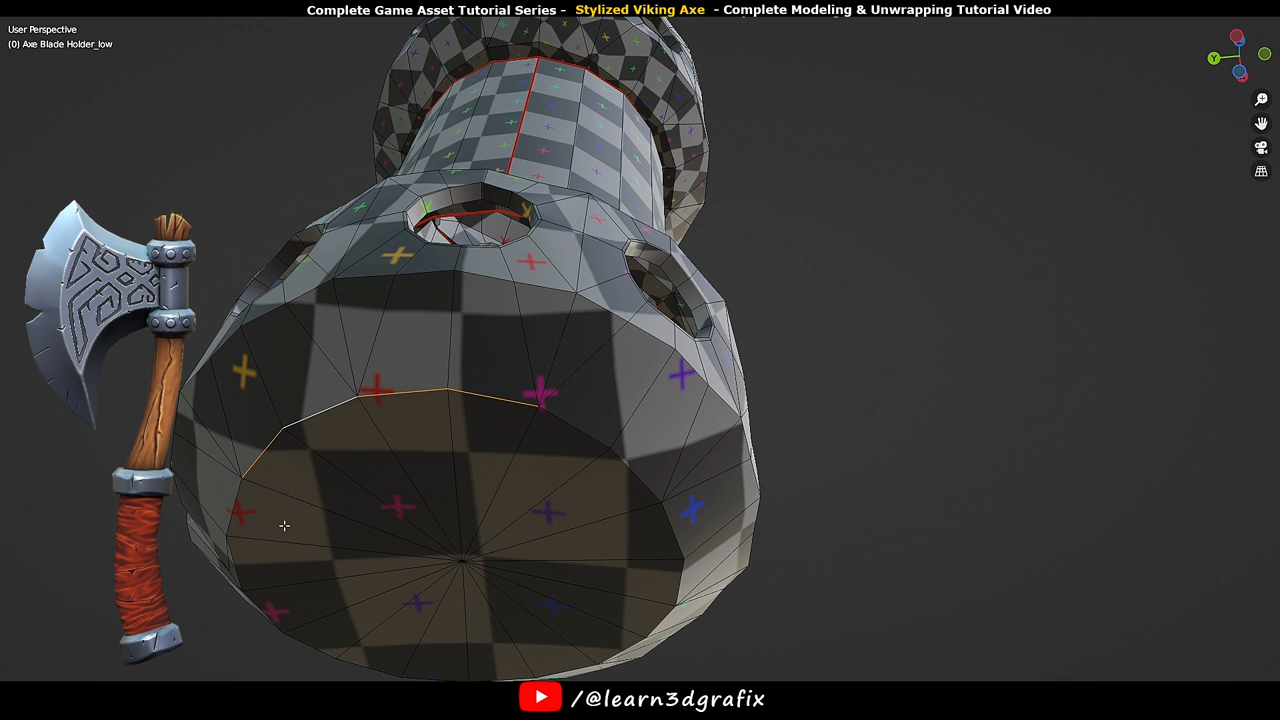 Complete Game Asset Tutorial Series - Stylized Viking Axe - Complete Modeling & Unwrapping Tutorial Video
User Perspective
(0) Axe Blade Holder_low
Y
/@learn3dgrafix